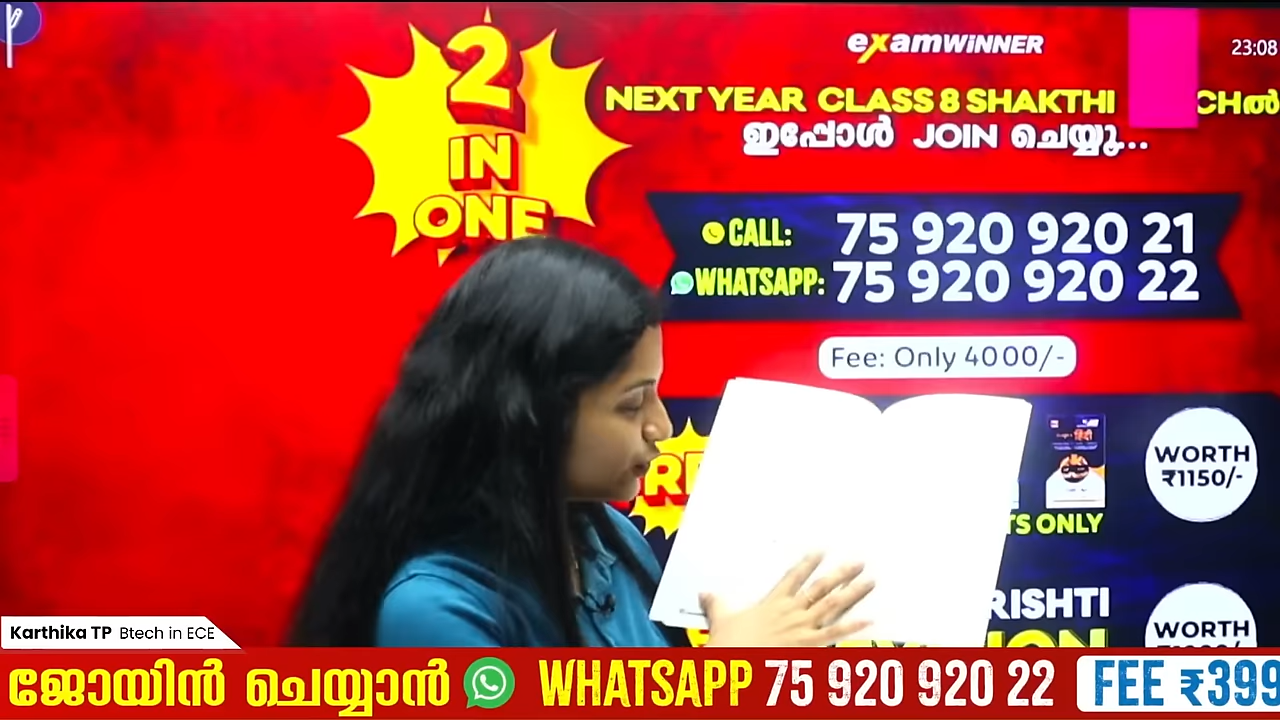 2
IN
ONE
examWINNER
23:08
NEXT YEAR CLASS 8 SHAKTHI
ഇപ്പോൾ JOIN ചെയ്യൂ...
CALL: 75 920 920 21
WHATSAPP: 75 920 920 22
Fee: Only 4000/-
WORTH
₹1150/-
ONLY
WORTH
Karthika TP Btech in ECE
ജോയിൻ ചെയ്യാൻ WHATSAPP 75 920 920 22 FEE ₹399